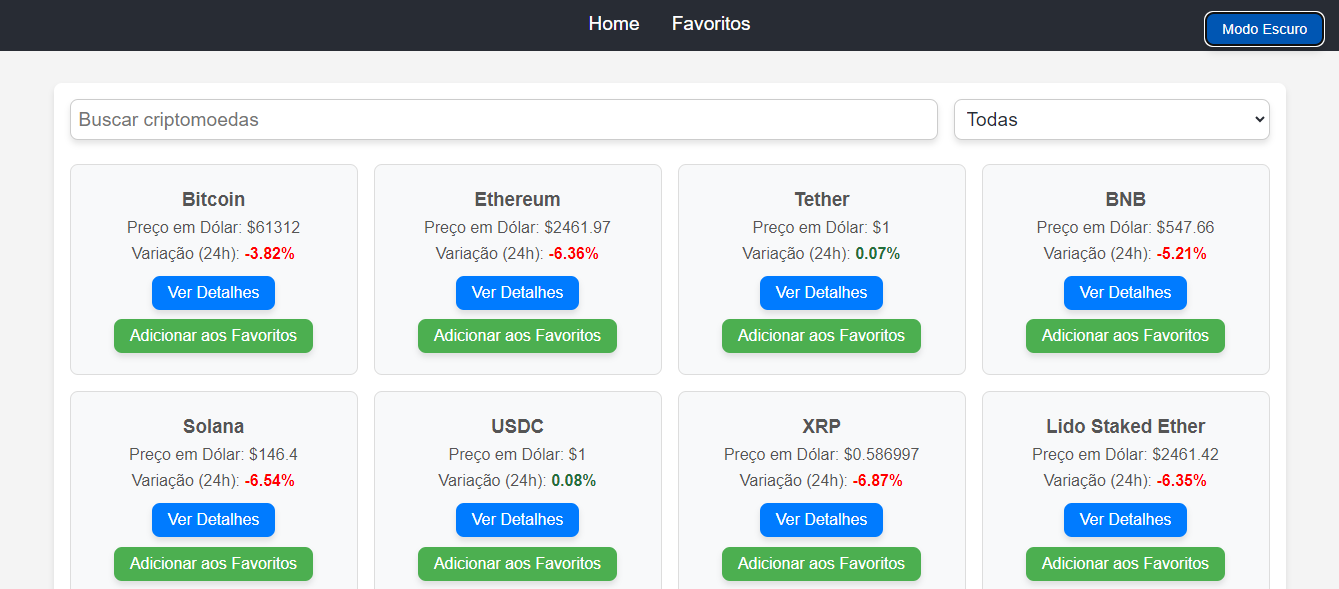 Home Favoritos Modo Escuro
Buscar criptomoedas Todas
Bitcoin
Preço em Dólar: $61312
Variação (24h): -3.82%
Ver Detalhes
Adicionar aos Favoritos
Ethereum
Preço em Dólar: $2461.97
Variação (24h): -6.36%
Ver Detalhes
Adicionar aos Favoritos
Tether
Preço em Dólar: $1
Variação (24h): 0.07%
Ver Detalhes
Adicionar aos Favoritos
BNB
Preço em Dólar: $547.66
Variação (24h): -5.21%
Ver Detalhes
Adicionar aos Favoritos
Solana
Preço em Dólar: $146.4
Variação (24h): -6.54%
Ver Detalhes
Adicionar aos Favoritos
USDC
Preço em Dólar: $1
Variação (24h): 0.08%
Ver Detalhes
Adicionar aos Favoritos
XRP
Preço em Dólar: $0.586997
Variação (24h): -6.87%
Ver Detalhes
Adicionar aos Favoritos
Lido Staked Ether
Preço em Dólar: $2461.42
Variação (24h): -6.35%
Ver Detalhes
Adicionar aos Favoritos